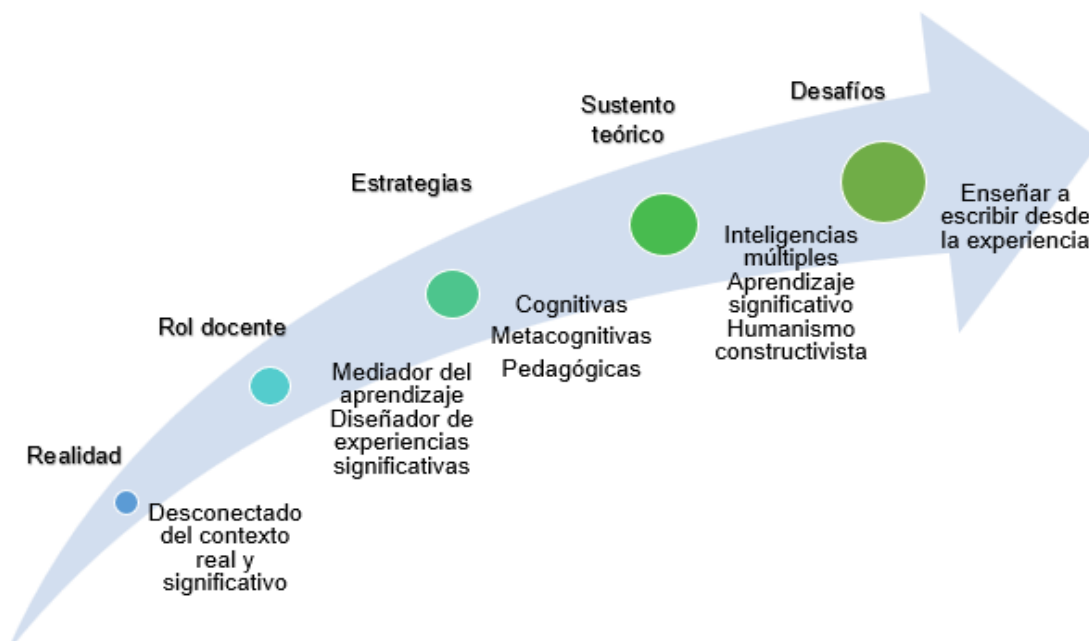 Realidad
Desconectado
del contexto
real y
significativo
Rol docente
Mediador del
aprendizaje
Diseñador de
experiencias
significativas
Estrategias
Cognitivas
Metacognitivas
Pedagógicas
Sustento
teórico
Inteligencias
múltiples
Aprendizaje
significativo
Humanismo
constructivista
Desafíos
Enseñar a
escribir desde
la experiencia